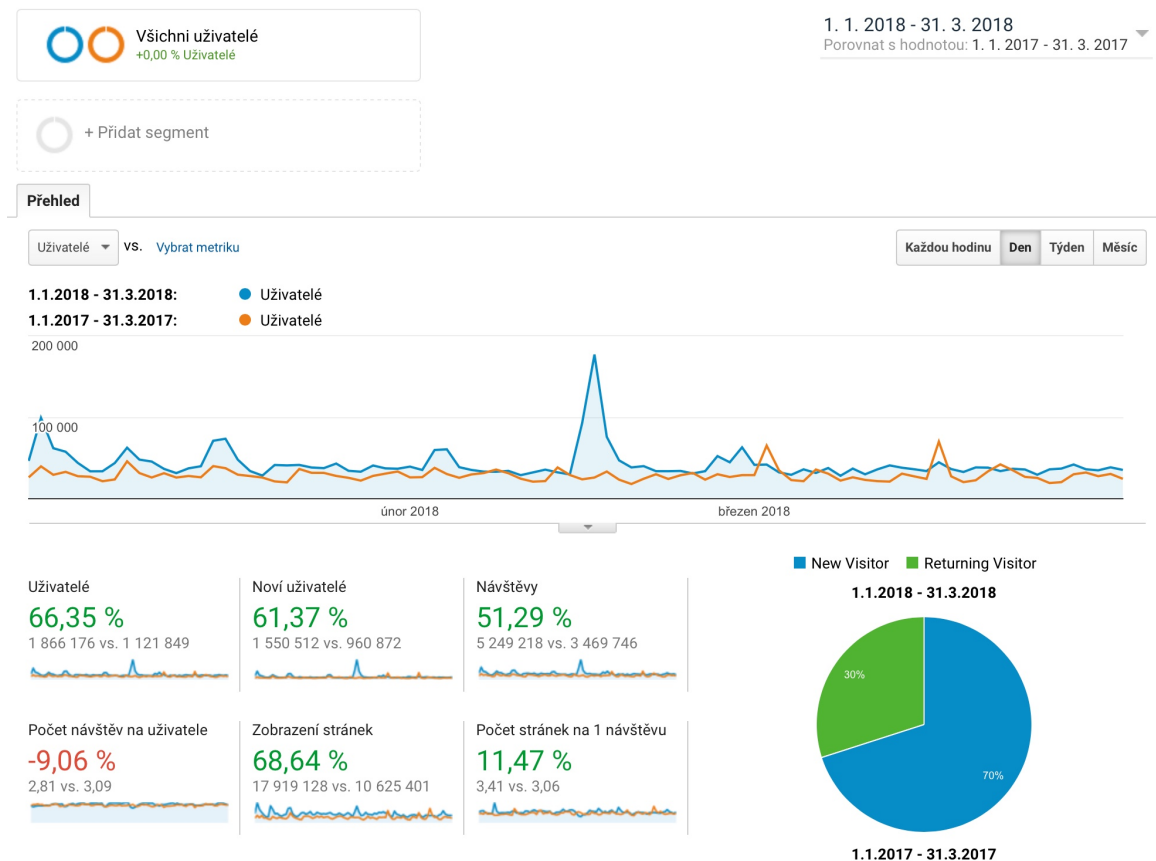 Všichni uživatelé
+0,00 % Uživatelé
1. 1. 2018 - 31. 3. 2018
Porovnat s hodnotou: 1. 1. 2017 - 31. 3. 2017
+ Přidat segment
Přehled
Uživatelé vs. Vybrat metriku
Každou hodinu Den Týden Měsíc
1.1.2018 - 31.3.2018: Uživatelé
1.1.2017 - 31.3.2017: Uživatelé
200 000
100 000
únor 2018 březen 2018
New Visitor Returning Visitor
1.1.2018 - 31.3.2018
30%
70%
1.1.2017 - 31.3.2017
Uživatelé
66,35 %
1 866 176 vs. 1 121 849
Noví uživatelé
61,37 %
1 550 512 vs. 960 872
Návštěvy
51,29 %
5 249 218 vs. 3 469 746
Počet návštěv na uživatele
-9,06 %
2,81 vs. 3,09
Zobrazení stránek
68,64 %
17 919 128 vs. 10 625 401
Počet stránek na 1 návštěvu
11,47 %
3,41 vs. 3,06